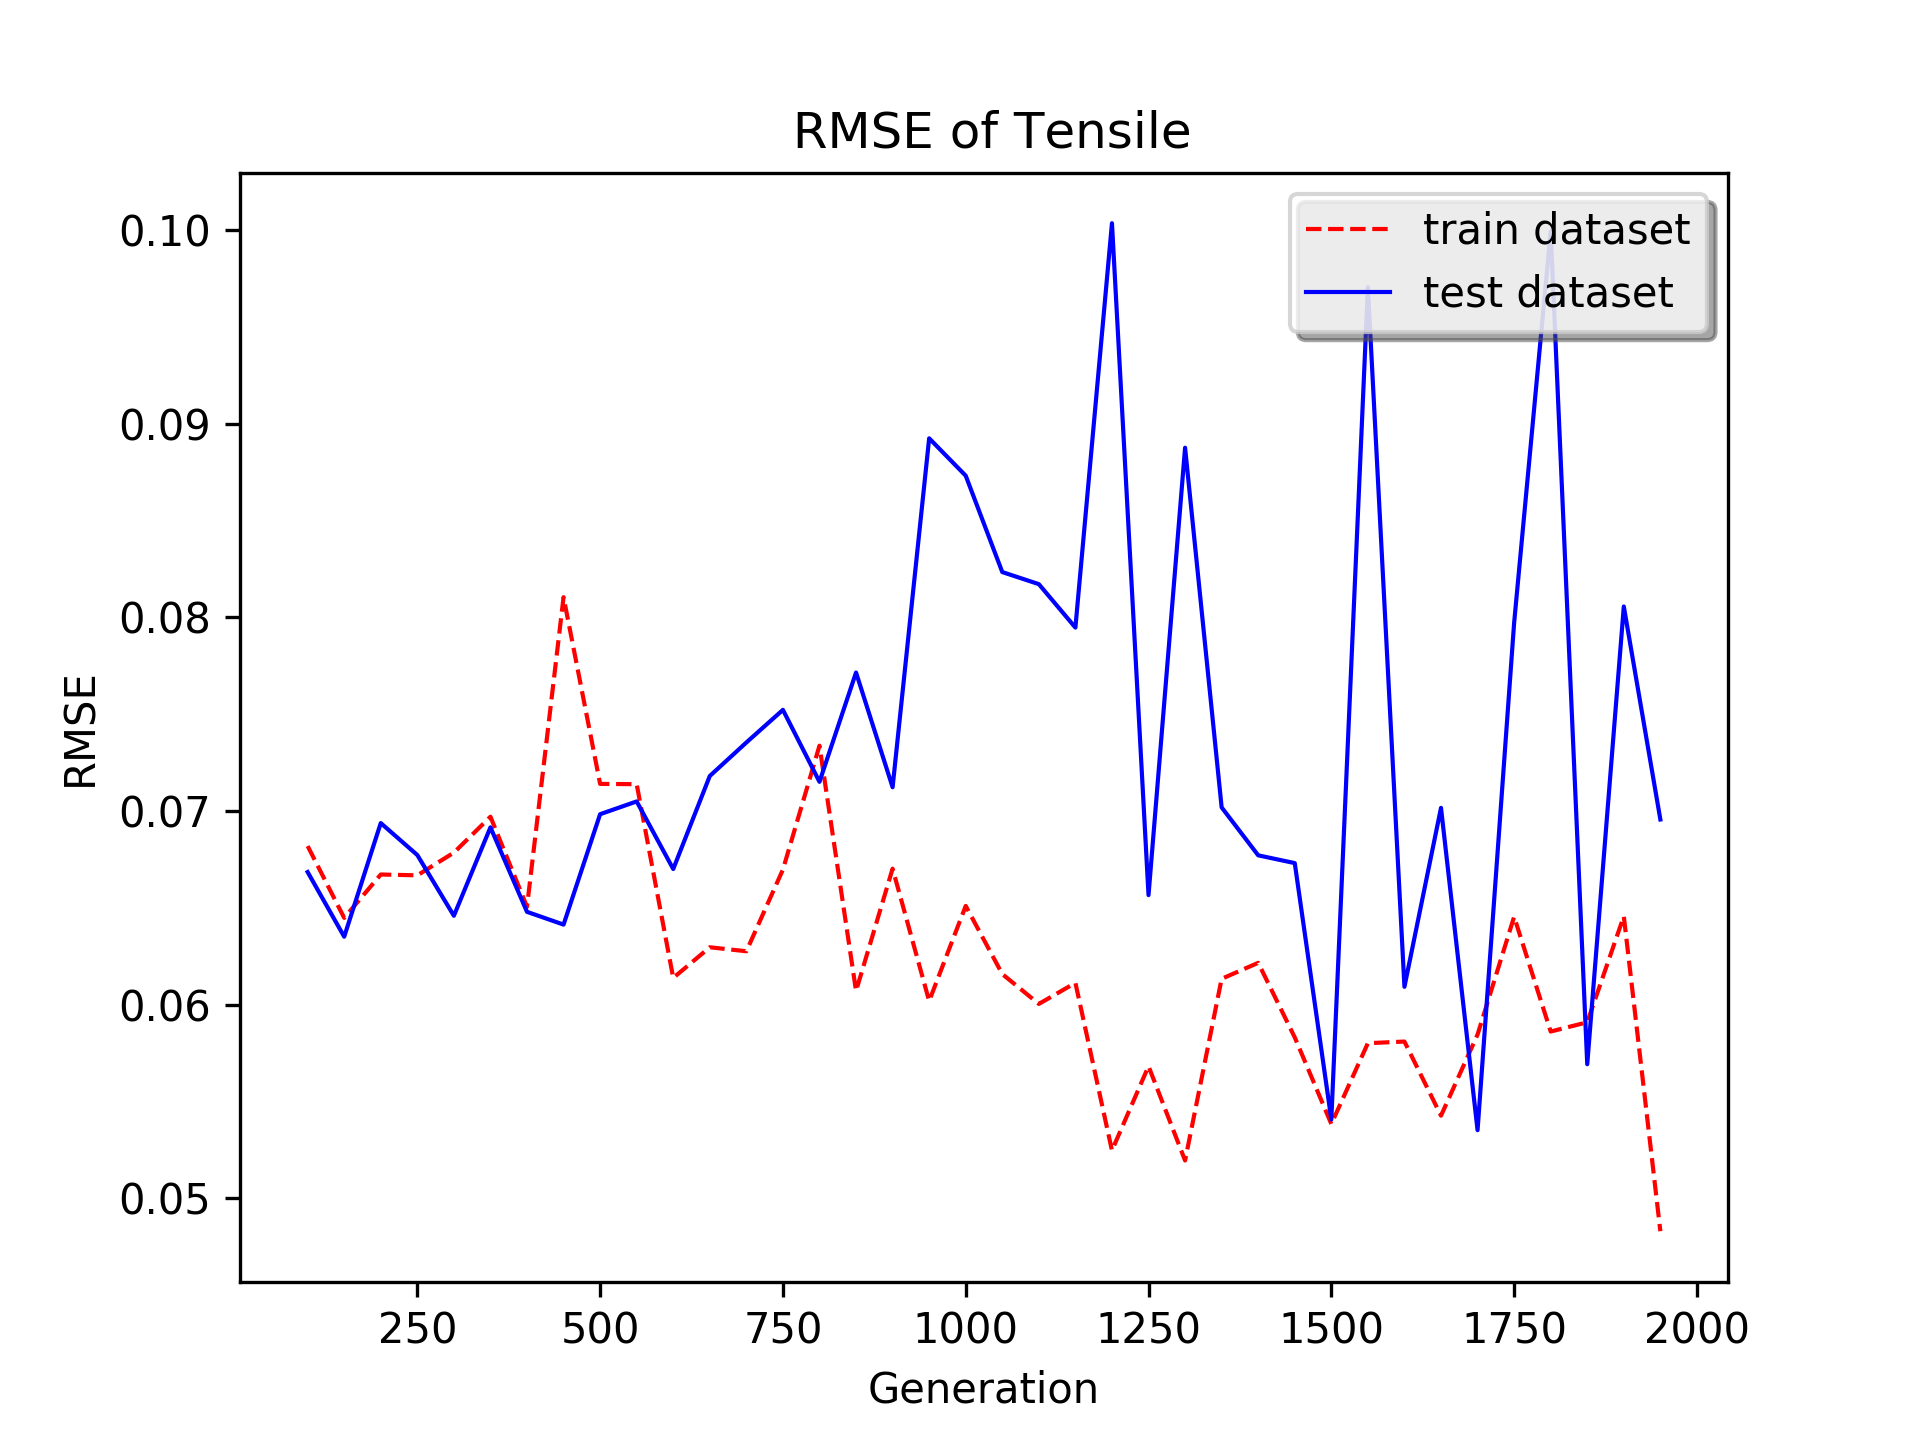 RMSE of Tensile
train dataset
test dataset
0.10
0.09
0.08
0.07
0.06
0.05
RMSE
250 500 750 1000 1250 1500 1750 2000
Generation